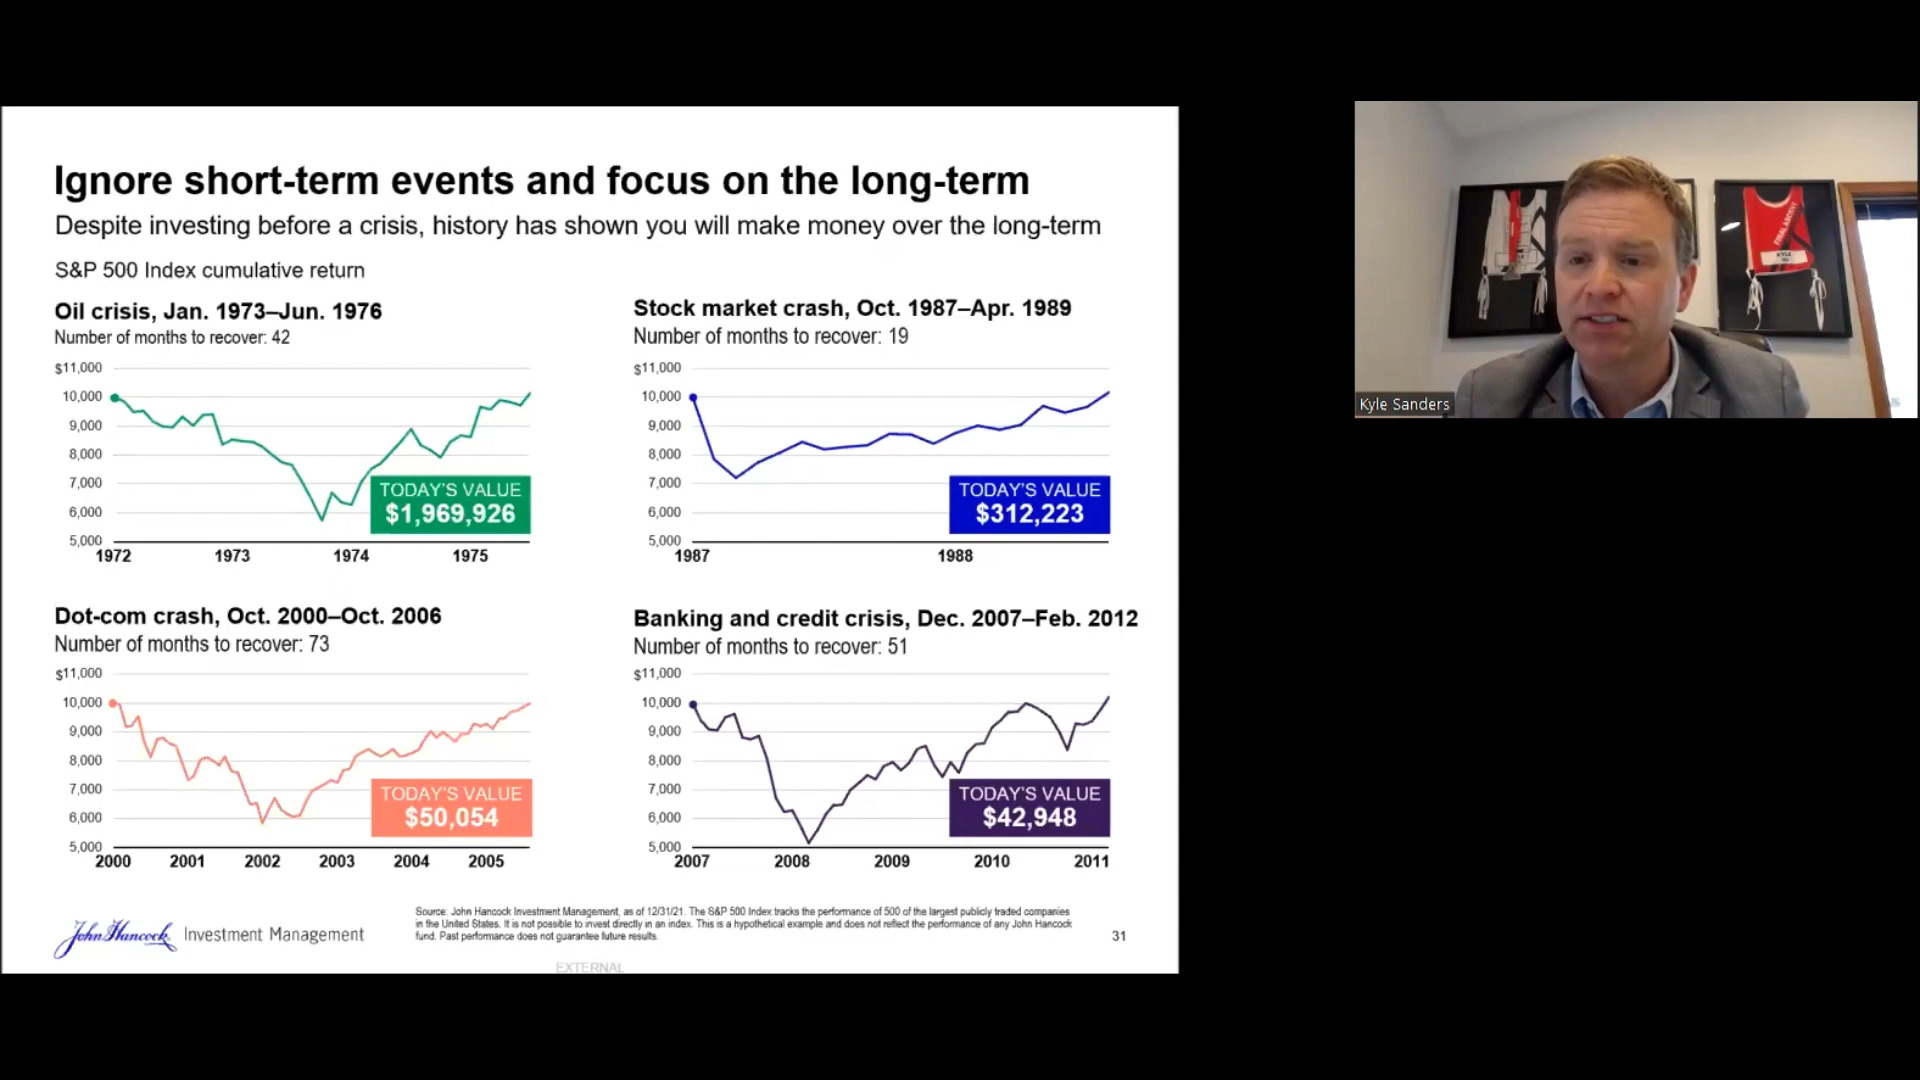 Ignore short-term events and focus on the long-term
Despite investing before a crisis, history has shown you will make money over the long-term
S&P 500 Index cumulative return
Oil crisis, Jan. 1973–Jun. 1976
Number of months to recover: 42
$11,000
10,000
9,000
8,000
7,000
6,000
5,000
1972 1973 1974 1975
TODAY'S VALUE
$1,969,926
Stock market crash, Oct. 1987–Apr. 1989
Number of months to recover: 19
$11,000
10,000
9,000
8,000
7,000
6,000
5,000
1987 1988
TODAY'S VALUE
$312,223
Dot-com crash, Oct. 2000–Oct. 2006
Number of months to recover: 73
$11,000
10,000
9,000
8,000
7,000
6,000
5,000
2000 2001 2002 2003 2004 2005
TODAY'S VALUE
$50,054
Banking and credit crisis, Dec. 2007–Feb. 2012
Number of months to recover: 51
$11,000
10,000
9,000
8,000
7,000
6,000
5,000
2007 2008 2009 2010 2011
TODAY'S VALUE
$42,948
John Hancock Investment Management
Source: John Hancock Investment Management, as of 12/31/21. The S&P 500 Index tracks the performance of 500 of the largest publicly traded companies
in the United States. It is not possible to invest directly in an index. This is a hypothetical example and does not reflect the performance of any John Hancock
fund. Past performance does not guarantee future results.
31
EXTERNAL
FINAL ASCENT
KYLE
Kyle Sanders